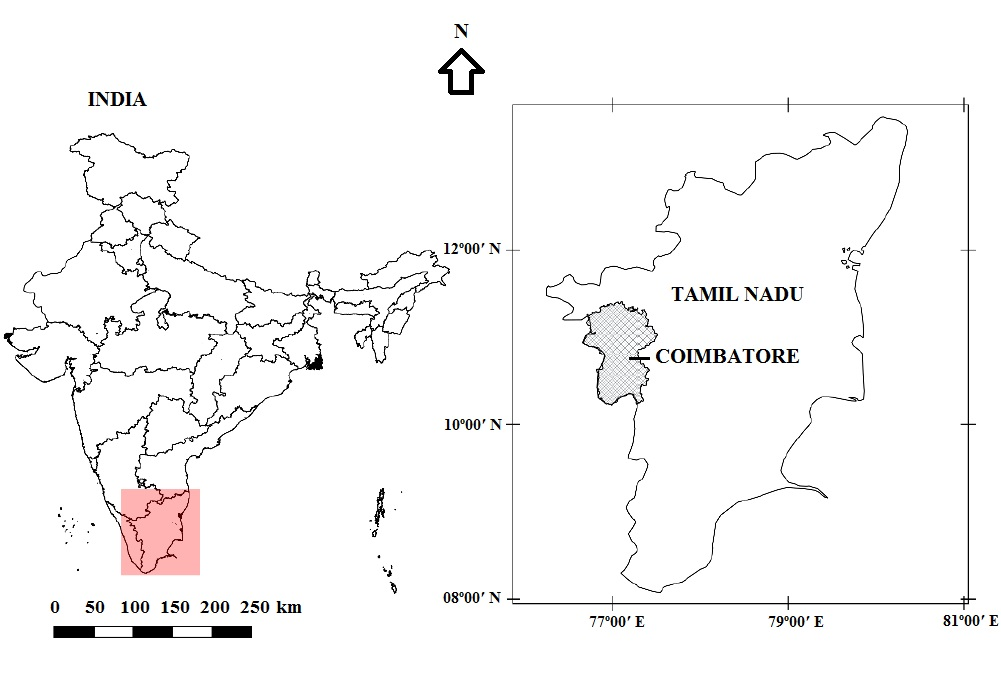 N
INDIA
12°00′ N
TAMIL NADU
COIMBATORE
10°00′ N
08°00′ N
0 50 100 150 200 250 km
77°00′ E 79°00′ E 81°00′ E